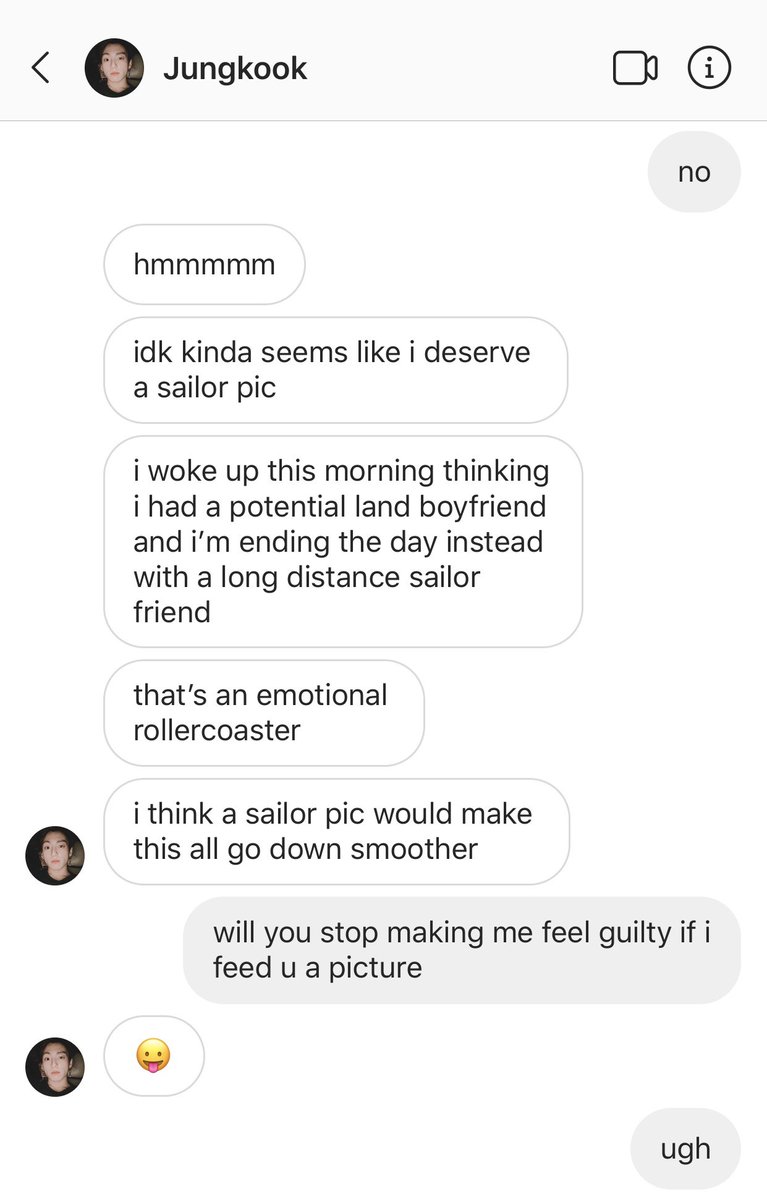 Jungkook
no
hmmmmm
idk kinda seems like i deserve
a sailor pic
i woke up this morning thinking
i had a potential land boyfriend
and i’m ending the day instead
with a long distance sailor
friend
that’s an emotional
rollercoaster
i think a sailor pic would make
this all go down smoother
will you stop making me feel guilty if i
feed u a picture
😛
ugh